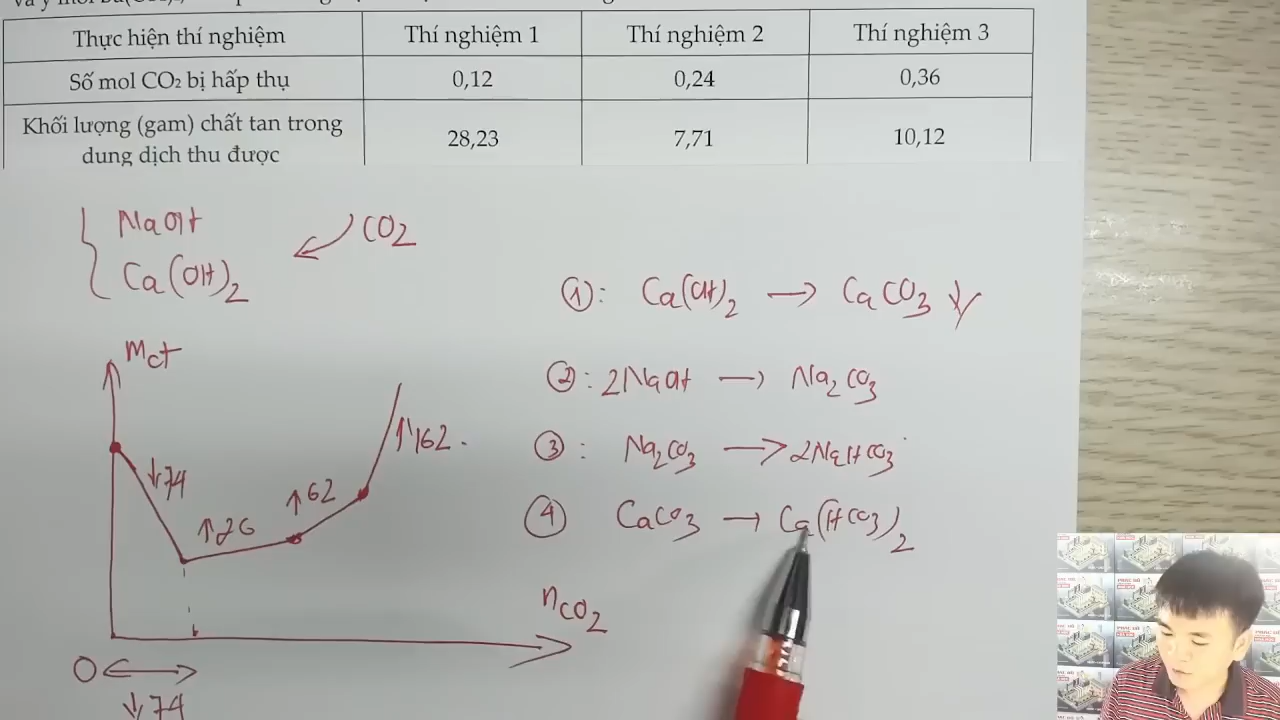 Thực hiện thí nghiệm Thí nghiệm 1 Thí nghiệm 2 Thí nghiệm 3
Số mol CO₂ bị hấp thụ 0,12 0,24 0,36
Khối lượng (gam) chất tan trong
dung dịch thu được 28,23 7,71 10,12
NaOH
Ca(OH)₂
CO₂
①: Ca(OH)₂ → CaCO₃ ↓
②: 2NaOH → Na₂CO₃
③: Na₂CO₃ → 2NaHCO₃
④ CaCO₃ → Ca(HCO₃)₂
mct
↓74
↑26
↑62
↑162.
nCO₂
O
↓74